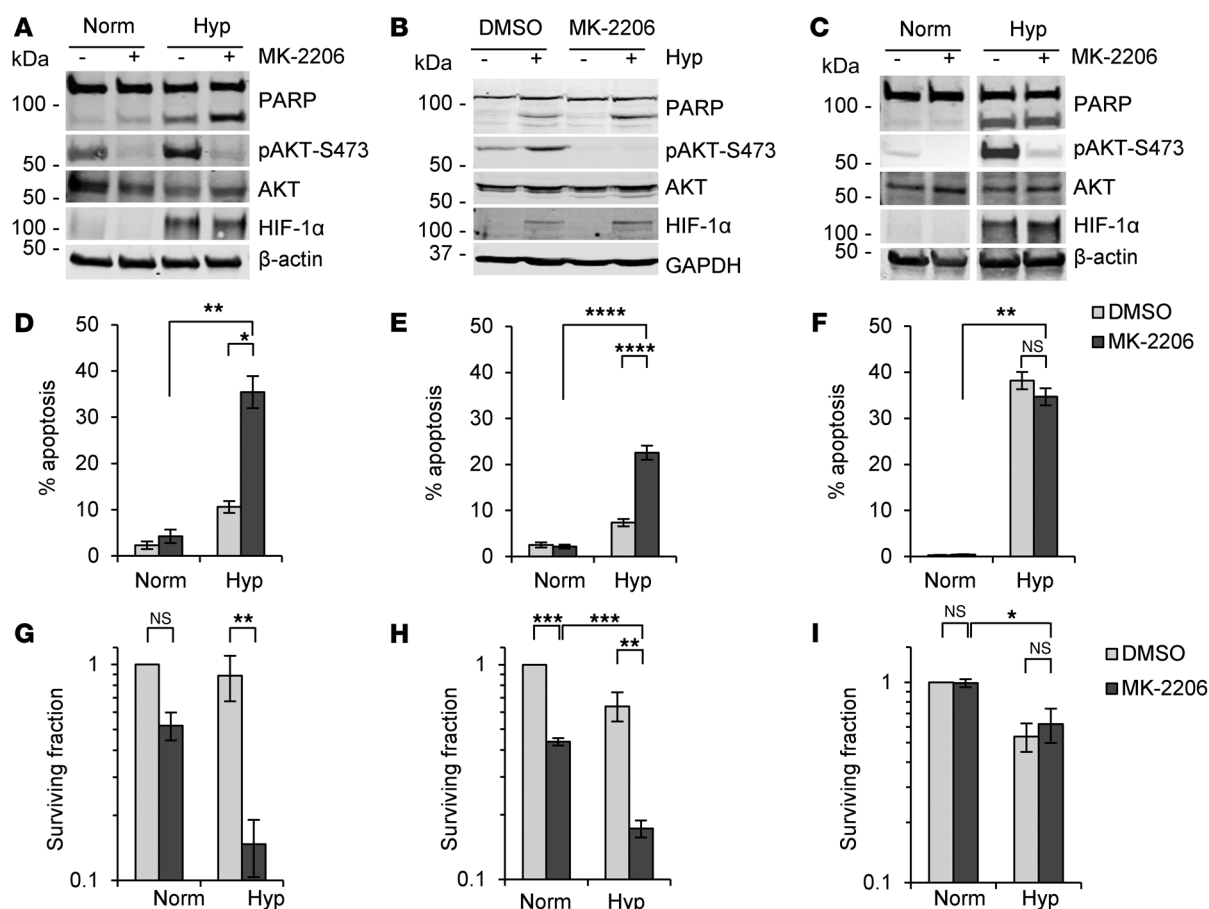 A
Norm Hyp
kDa - + - + MK-2206
100 - PARP
50 - pAKT-S473
50 - AKT
100 - HIF-1α
50 - β-actin
B
DMSO MK-2206
kDa - + - + Hyp
100 - PARP
50 - pAKT-S473
50 - AKT
100 - HIF-1α
37 - GAPDH
C
Norm Hyp
kDa - + - + MK-2206
100 - PARP
50 - pAKT-S473
50 - AKT
100 - HIF-1α
50 - β-actin
D
% apoptosis
50
40
30
20
10
0
**
*
Norm Hyp
E
% apoptosis
50
40
30
20
10
0
****
****
Norm Hyp
F
% apoptosis
50
40
30
20
10
0
**
NS
Norm Hyp
DMSO
MK-2206
G
Surviving fraction
1
0.1
NS **
Norm Hyp
H
Surviving fraction
1
0.1
*** ***
**
Norm Hyp
I
Surviving fraction
1
0.1
NS *
NS
Norm Hyp
DMSO
MK-2206